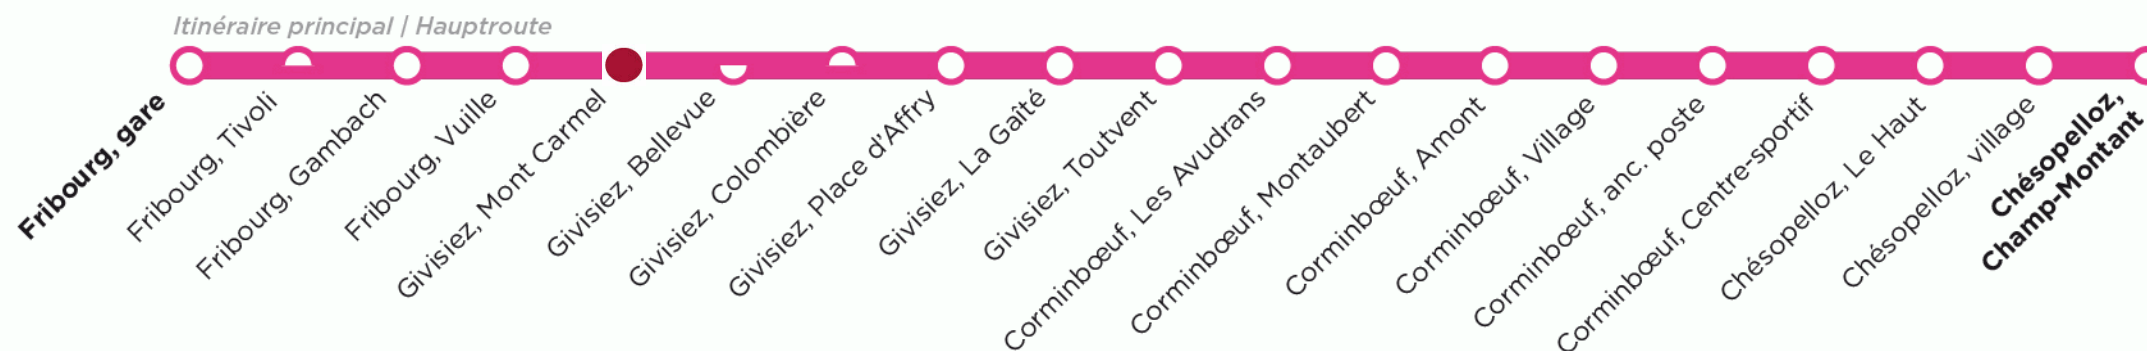 Itinéraire principal | Hauptroute
Fribourg, gare
Fribourg, Tivoli
Fribourg, Gambach
Fribourg, Vuille
Givisiez, Mont Carmel
Givisiez, Bellevue
Givisiez, Colombière
Givisiez, Place d'Affry
Givisiez, La Gaîté
Givisiez, Toutvent
Corminbœuf, Les Avudrans
Corminbœuf, Montaubert
Corminbœuf, Amont
Corminbœuf, Village
Corminbœuf, anc. poste
Corminbœuf, Centre-sportif
Chésopelloz, Le Haut
Chésopelloz, village
Chésopelloz,
Champ-Montant